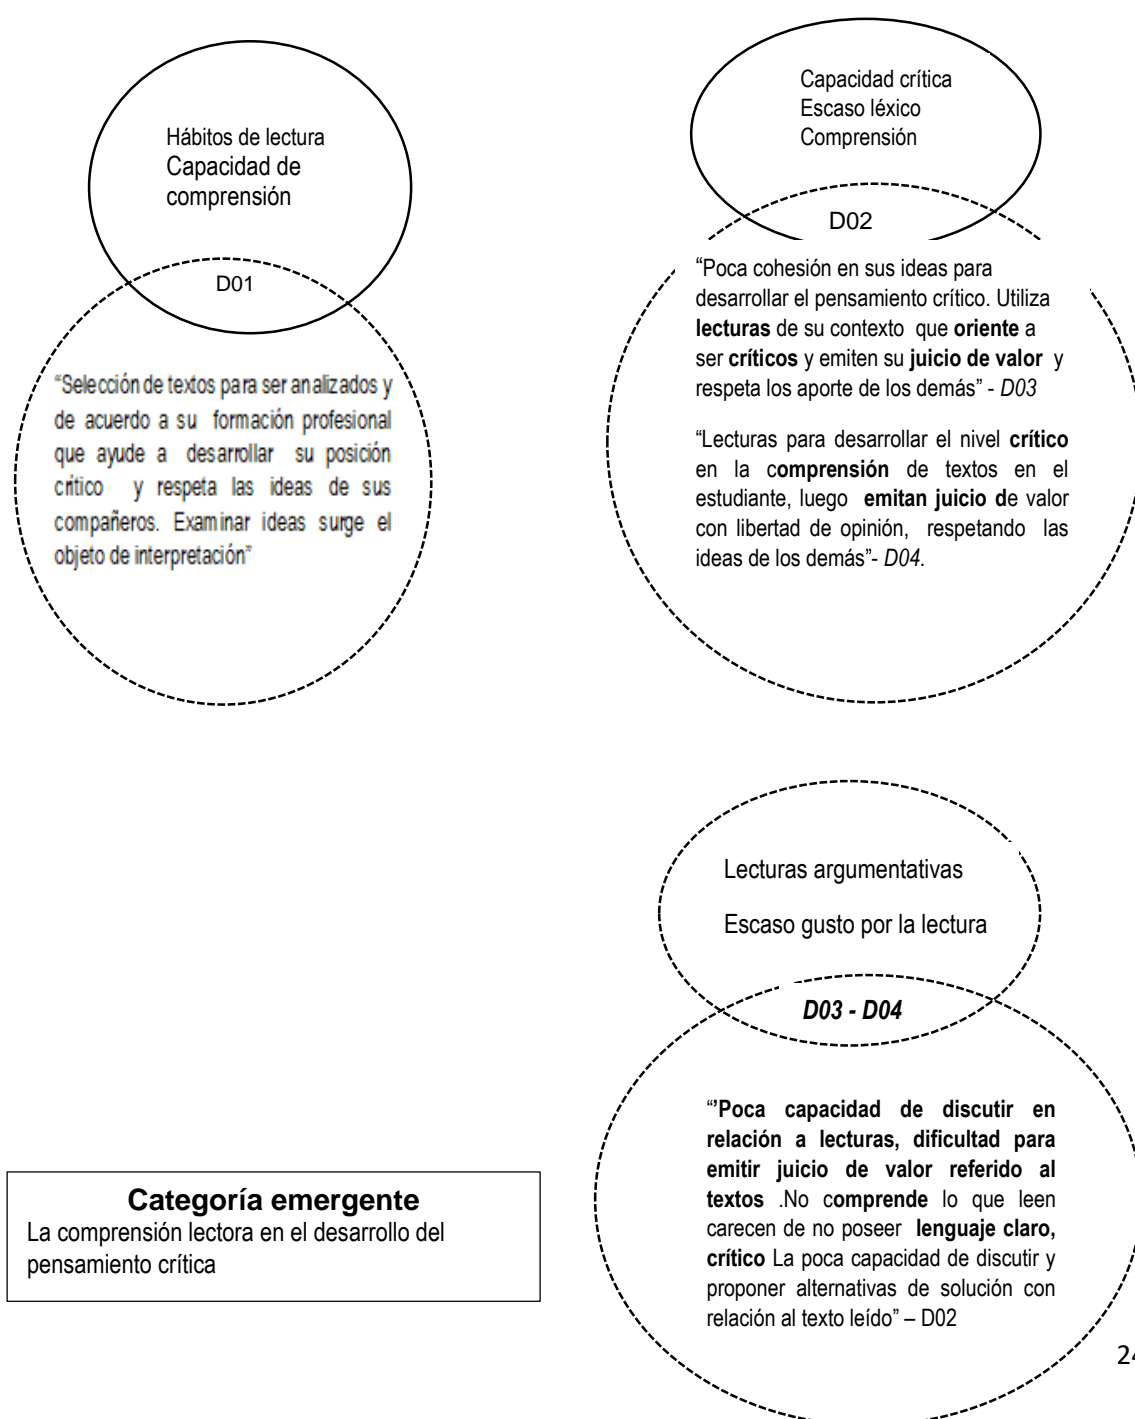 Hábitos de lectura
Capacidad de
comprensión
D01
“Selección de textos para ser analizados y
de acuerdo a su formación profesional
que ayude a desarrollar su posición
crítico y respeta las ideas de sus
compañeros. Examinar ideas surge el
objeto de interpretación”
Capacidad crítica
Escaso léxico
Comprensión
D02
“Poca cohesión en sus ideas para
desarrollar el pensamiento crítico. Utiliza
lecturas de su contexto que oriente a
ser críticos y emiten su juicio de valor y
respeta los aporte de los demás” - D03
“Lecturas para desarrollar el nivel crítico
en la comprensión de textos en el
estudiante, luego emitan juicio de valor
con libertad de opinión, respetando las
ideas de los demás”- D04.
Lecturas argumentativas
Escaso gusto por la lectura
D03 - D04
“’Poca capacidad de discutir en
relación a lecturas, dificultad para
emitir juicio de valor referido al
textos .No comprende lo que leen
carecen de no poseer lenguaje claro,
crítico La poca capacidad de discutir y
proponer alternativas de solución con
relación al texto leído” – D02
Categoría emergente
La comprensión lectora en el desarrollo del
pensamiento crítica
24